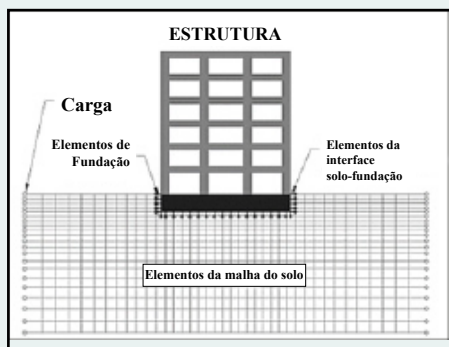 ESTRUTURA
Carga
Elementos de
Fundação
Elementos da
interface
solo-fundação
Elementos da malha do solo